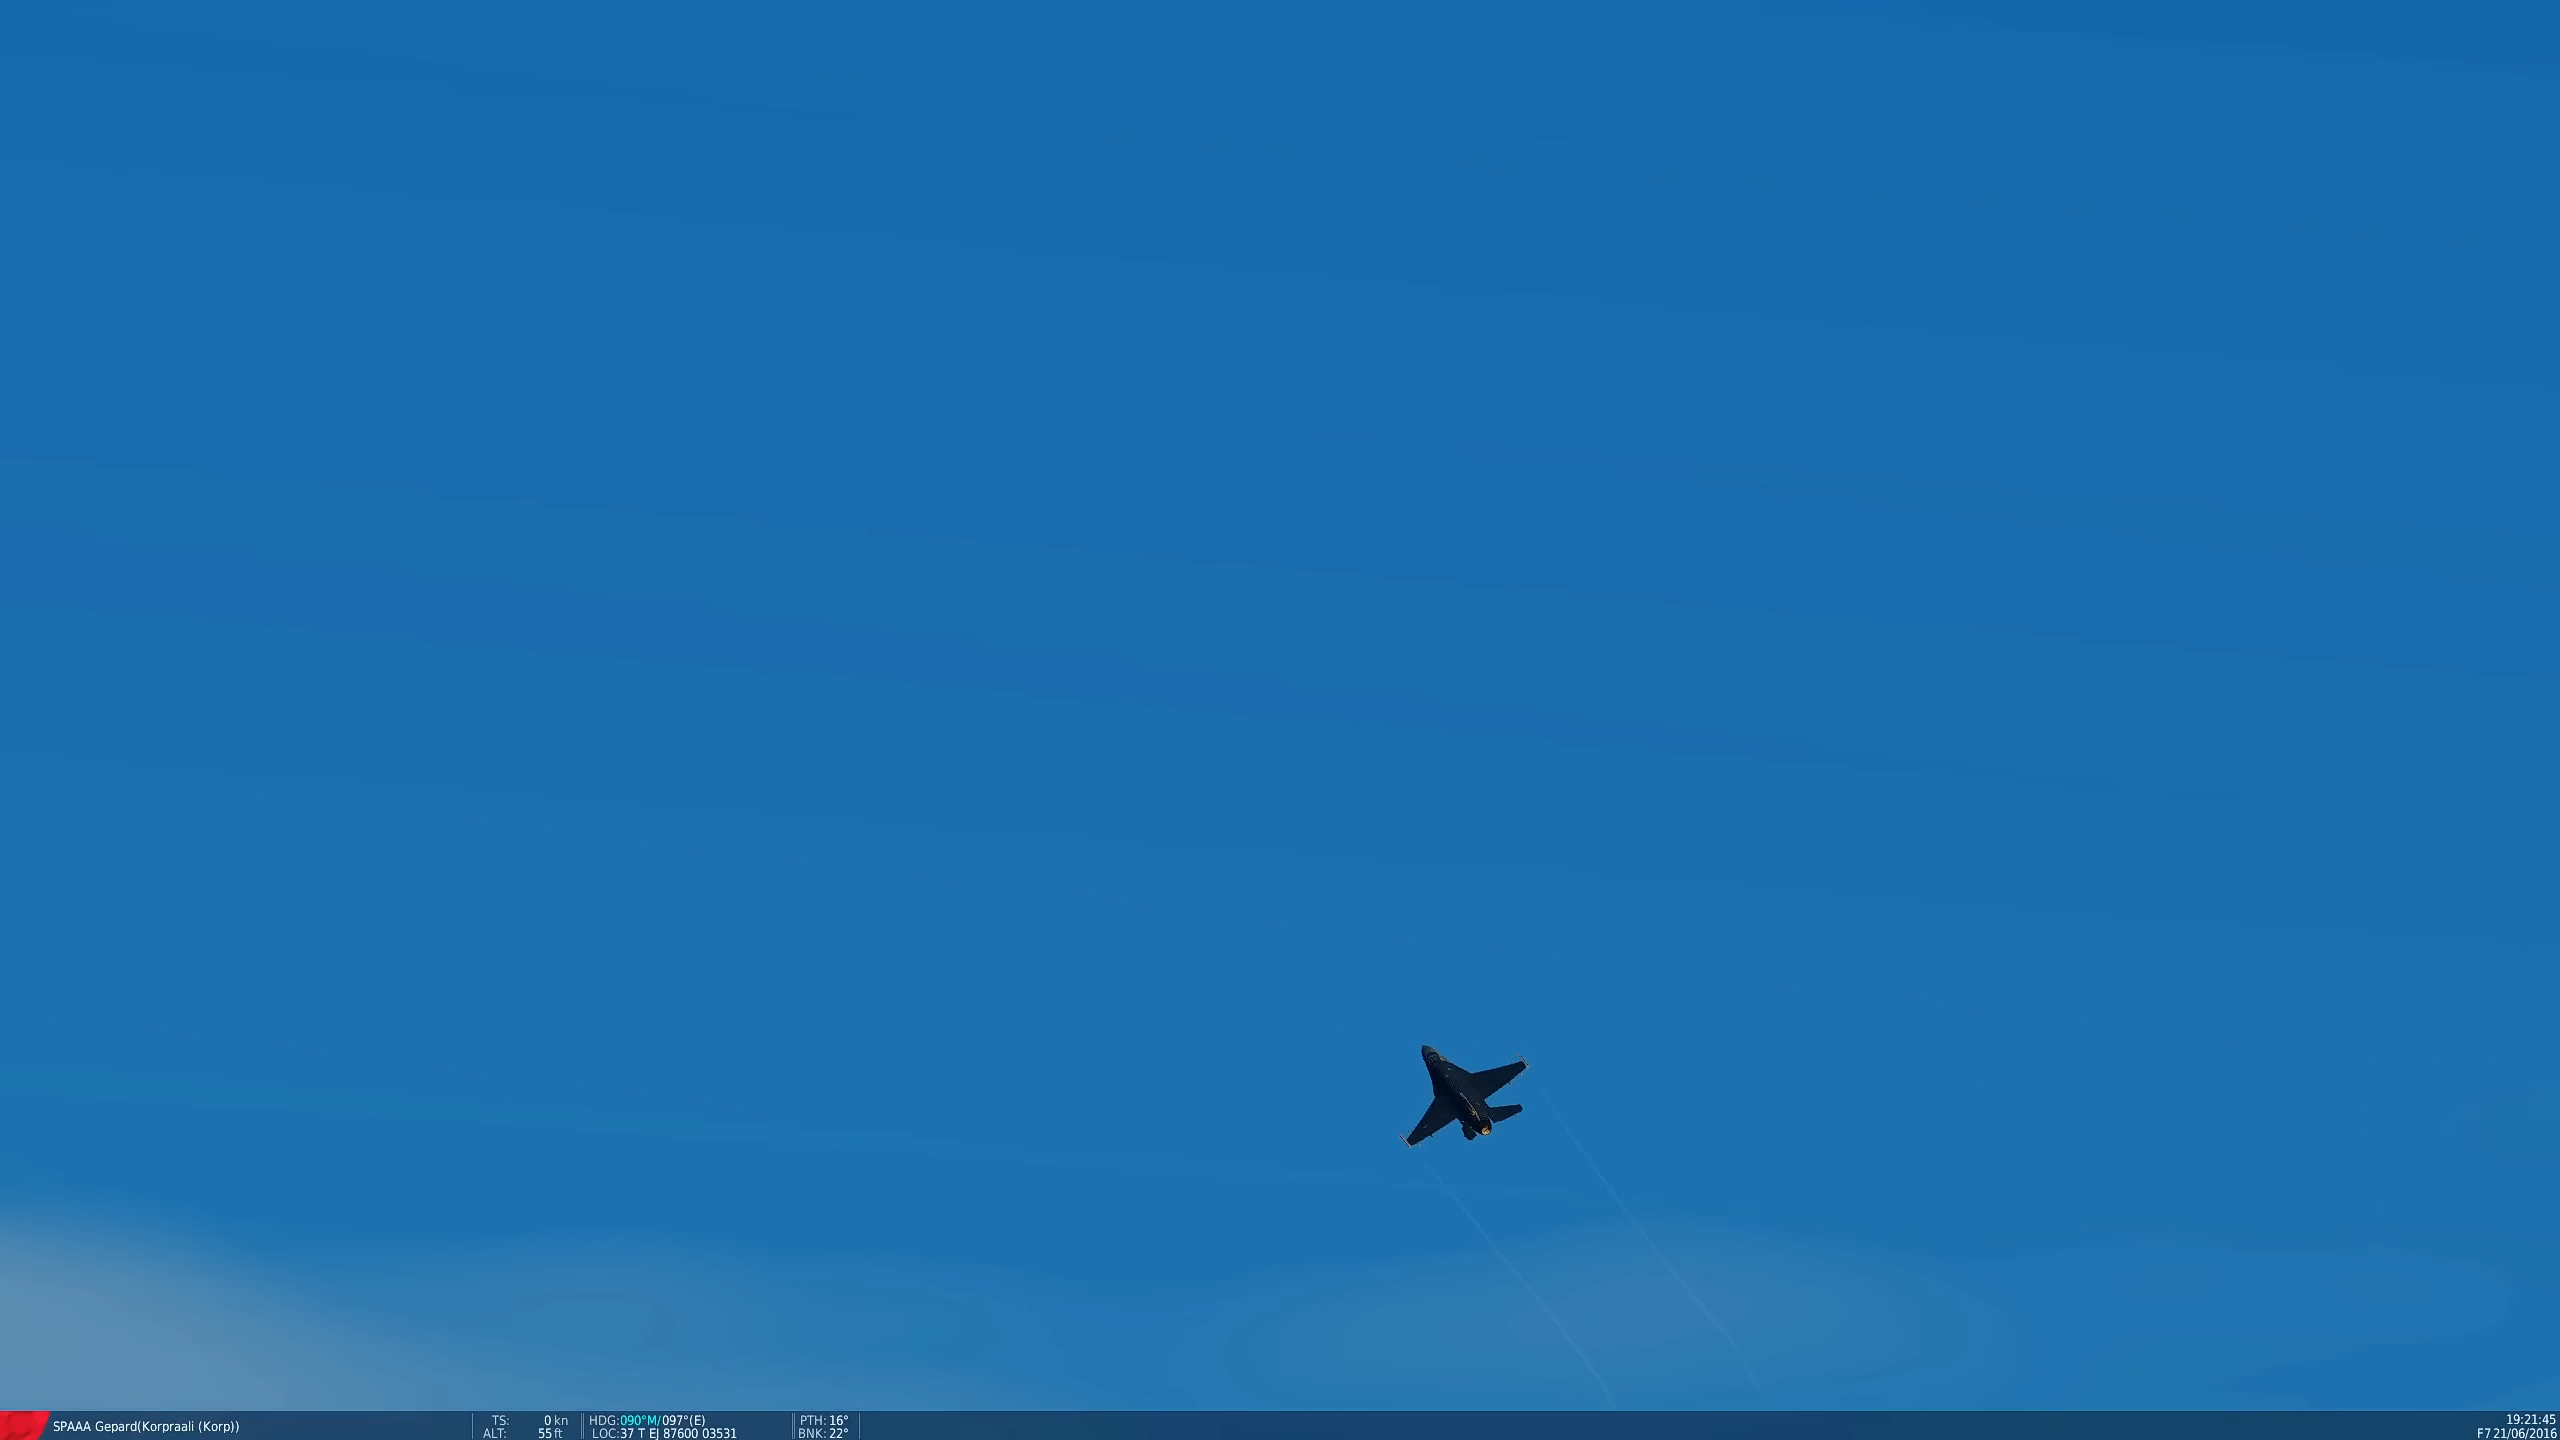 SPAAA Gepard(Korpraali (Korp))
TS: 0 kn
ALT: 55 ft
HDG:090°M/097°(E)
LOC:37 T EJ 87600 03531
PTH: 16°
BNK: 22°
19:21:45
F7 21/06/2016